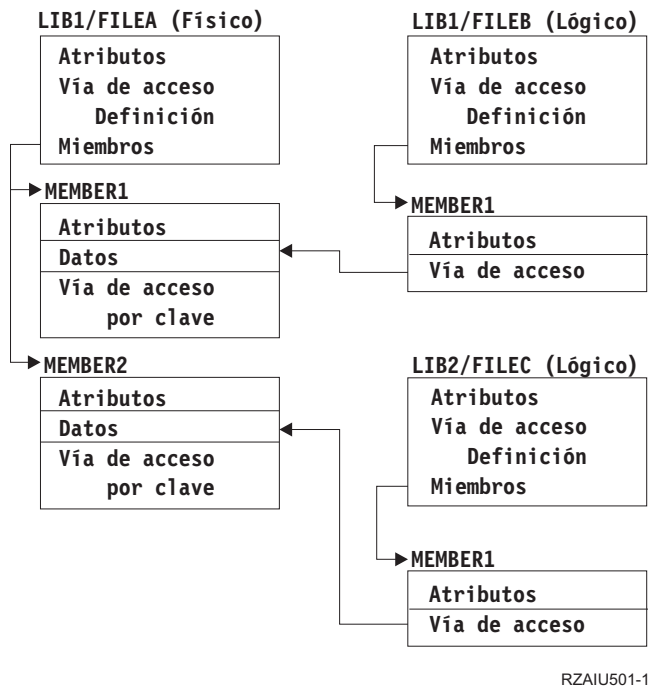 LIB1/FILEA (Físico)
Atributos
Vía de acceso
Definición
Miembros
MEMBER1
Atributos
Datos
Vía de acceso
por clave
MEMBER2
Atributos
Datos
Vía de acceso
por clave
LIB1/FILEB (Lógico)
Atributos
Vía de acceso
Definición
Miembros
MEMBER1
Atributos
Vía de acceso
LIB2/FILEC (Lógico)
Atributos
Vía de acceso
Definición
Miembros
MEMBER1
Atributos
Vía de acceso
RZAIU501-1